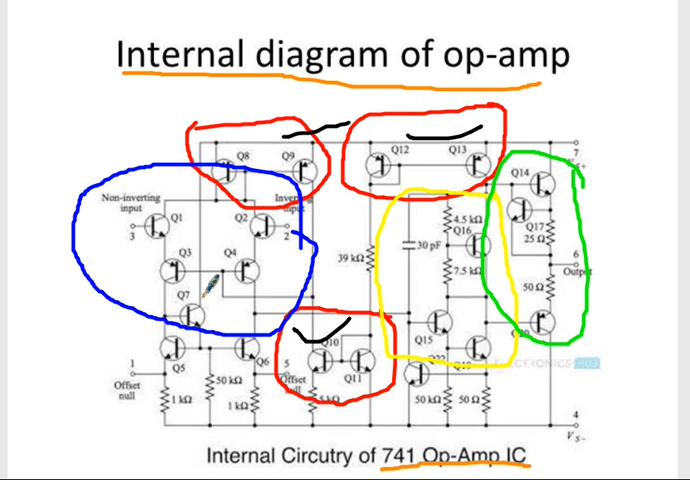 Internal diagram of op-amp
Q8 Q9 Q12 Q13
7
Q14
Non-inverting
input
Q1 Q2
3 2
4.5 kΩ
Q16
Q17
25 Ω
30 pF
6
Output
Q3 Q4
39 kΩ
7.5 kΩ
50 Ω
Q7
Q10 Q15
1 Q5 Q6 5 Q11
Offset
null
Offset
1 kΩ 50 kΩ 1 kΩ 50 kΩ 50 Ω
4
Internal Circutry of 741 Op-Amp IC